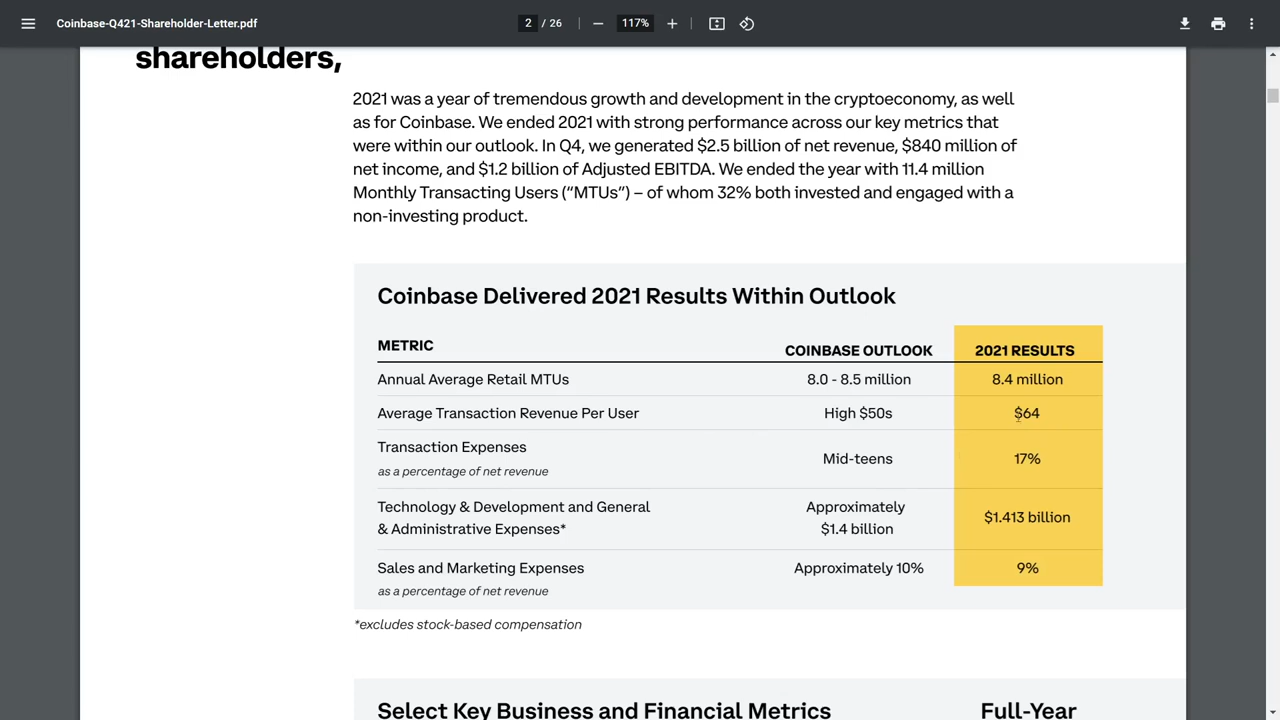 Coinbase-Q421-Shareholder-Letter.pdf
2 / 26
117%
shareholders,
2021 was a year of tremendous growth and development in the cryptoeconomy, as well
as for Coinbase. We ended 2021 with strong performance across our key metrics that
were within our outlook. In Q4, we generated $2.5 billion of net revenue, $840 million of
net income, and $1.2 billion of Adjusted EBITDA. We ended the year with 11.4 million
Monthly Transacting Users (“MTUs”) – of whom 32% both invested and engaged with a
non-investing product.
Coinbase Delivered 2021 Results Within Outlook
METRIC COINBASE OUTLOOK 2021 RESULTS
Annual Average Retail MTUs 8.0 - 8.5 million 8.4 million
Average Transaction Revenue Per User High $50s $64
Transaction Expenses
as a percentage of net revenue
Mid-teens 17%
Technology & Development and General
& Administrative Expenses*
Approximately
$1.4 billion
$1.413 billion
Sales and Marketing Expenses Approximately 10% 9%
as a percentage of net revenue
*excludes stock-based compensation
Select Key Business and Financial Metrics Full-Year